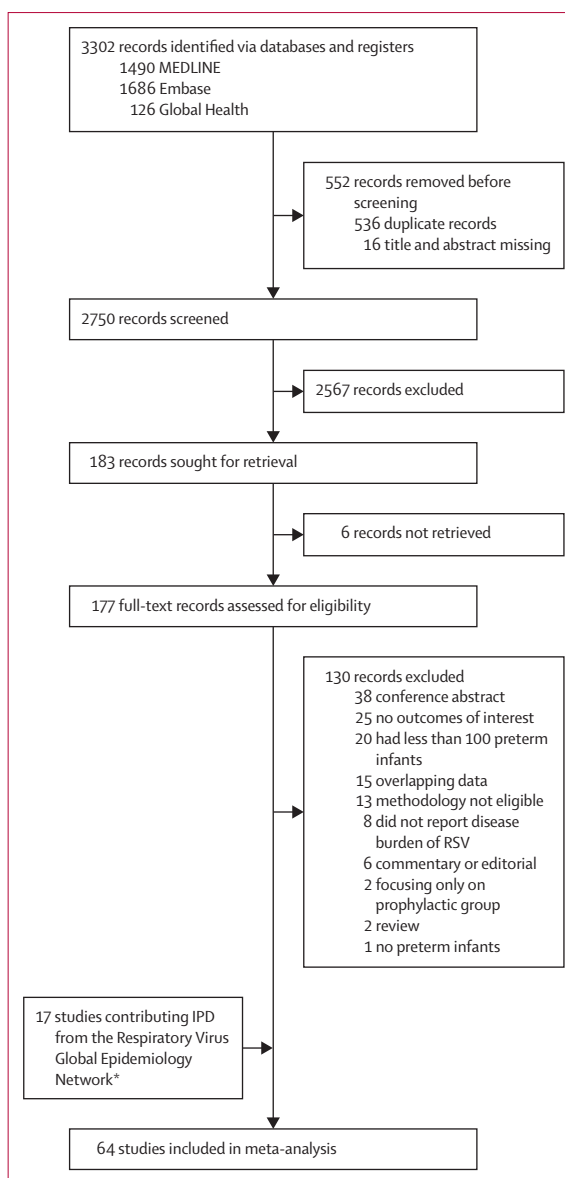 3302 records identified via databases and registers
1490 MEDLINE
1686 Embase
126 Global Health
552 records removed before
screening
536 duplicate records
16 title and abstract missing
2750 records screened
2567 records excluded
183 records sought for retrieval
6 records not retrieved
177 full-text records assessed for eligibility
130 records excluded
38 conference abstract
25 no outcomes of interest
20 had less than 100 preterm
infants
15 overlapping data
13 methodology not eligible
8 did not report disease
burden of RSV
6 commentary or editorial
2 focusing only on
prophylactic group
2 review
1 no preterm infants
17 studies contributing IPD
from the Respiratory Virus
Global Epidemiology
Network*
64 studies included in meta-analysis